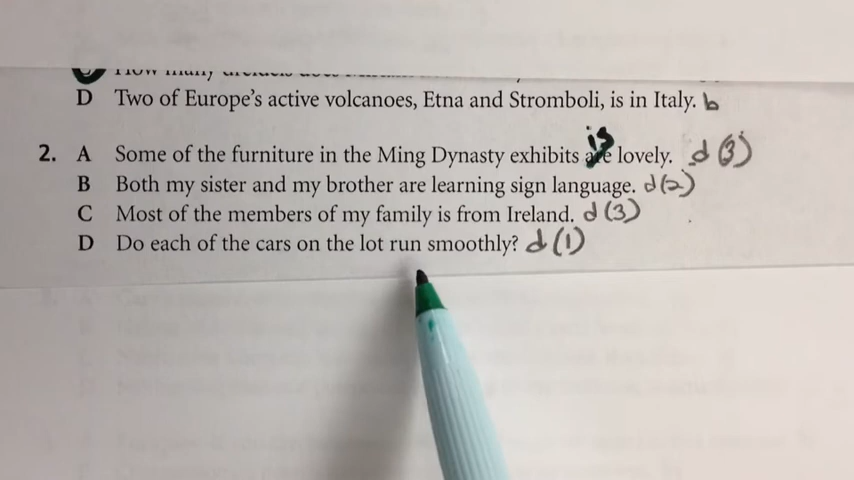 D Two of Europe's active volcanoes, Etna and Stromboli, is in Italy. b
2. A Some of the furniture in the Ming Dynasty exhibits are is lovely. d (3)
B Both my sister and my brother are learning sign language. d(2)
C Most of the members of my family is from Ireland. d (3)
D Do each of the cars on the lot run smoothly? d (1)